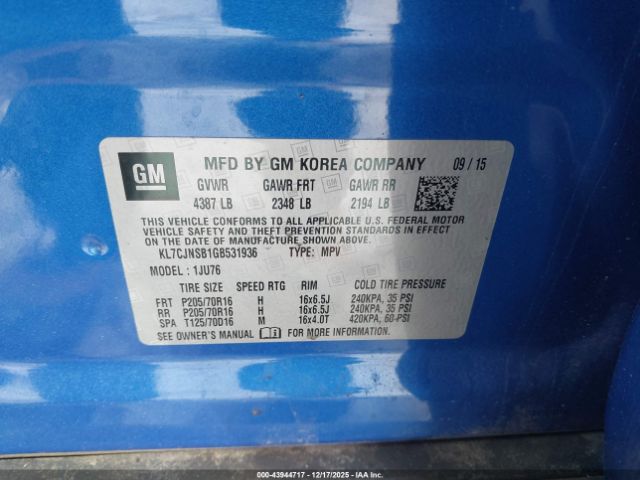 GM MFD BY GM KOREA COMPANY 09 / 15
GVWR GAWR FRT GAWR RR
4387 LB 2348 LB 2194 LB
THIS VEHICLE CONFORMS TO ALL APPLICABLE U.S. FEDERAL MOTOR
VEHICLE SAFETY, BUMPER, AND THEFT PREVENTION STANDARDS IN EFFECT
ON THE DATE OF MANUFACTURE SHOWN ABOVE.
KL7CJNSB1GB531936 TYPE: MPV
MODEL : 1JU76
TIRE SIZE SPEED RTG RIM COLD TIRE PRESSURE
FRT P205/70R16 H 16x6.5J 240KPA, 35 PSI
RR P205/70R16 H 16x6.5J 240KPA, 35 PSI
SPA T125/70D16 M 16x4.0T 420KPA, 60 PSI
SEE OWNER'S MANUAL FOR MORE INFORMATION
000-43944717 - 12/17/2025 - IAAI.CA